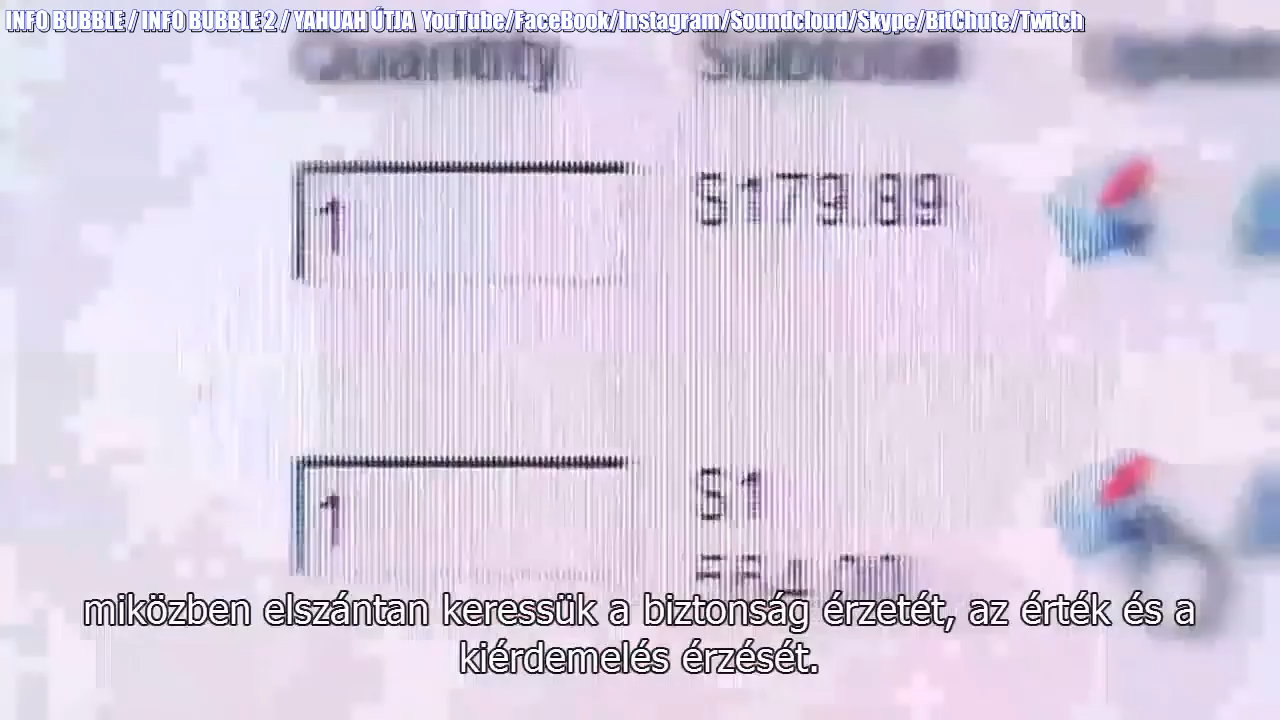 INFO BUBBLE / INFO BUBBLE 2 / YAHUAH ÚTJA YouTube/FaceBook/Instagram/Soundcloud/Skype/BitChute/Twitch
Quantity Subtotal
1 $179.89
1 $1
miközben elszántan keressük a biztonság érzetét, az érték és a
kiérdemelés érzését.